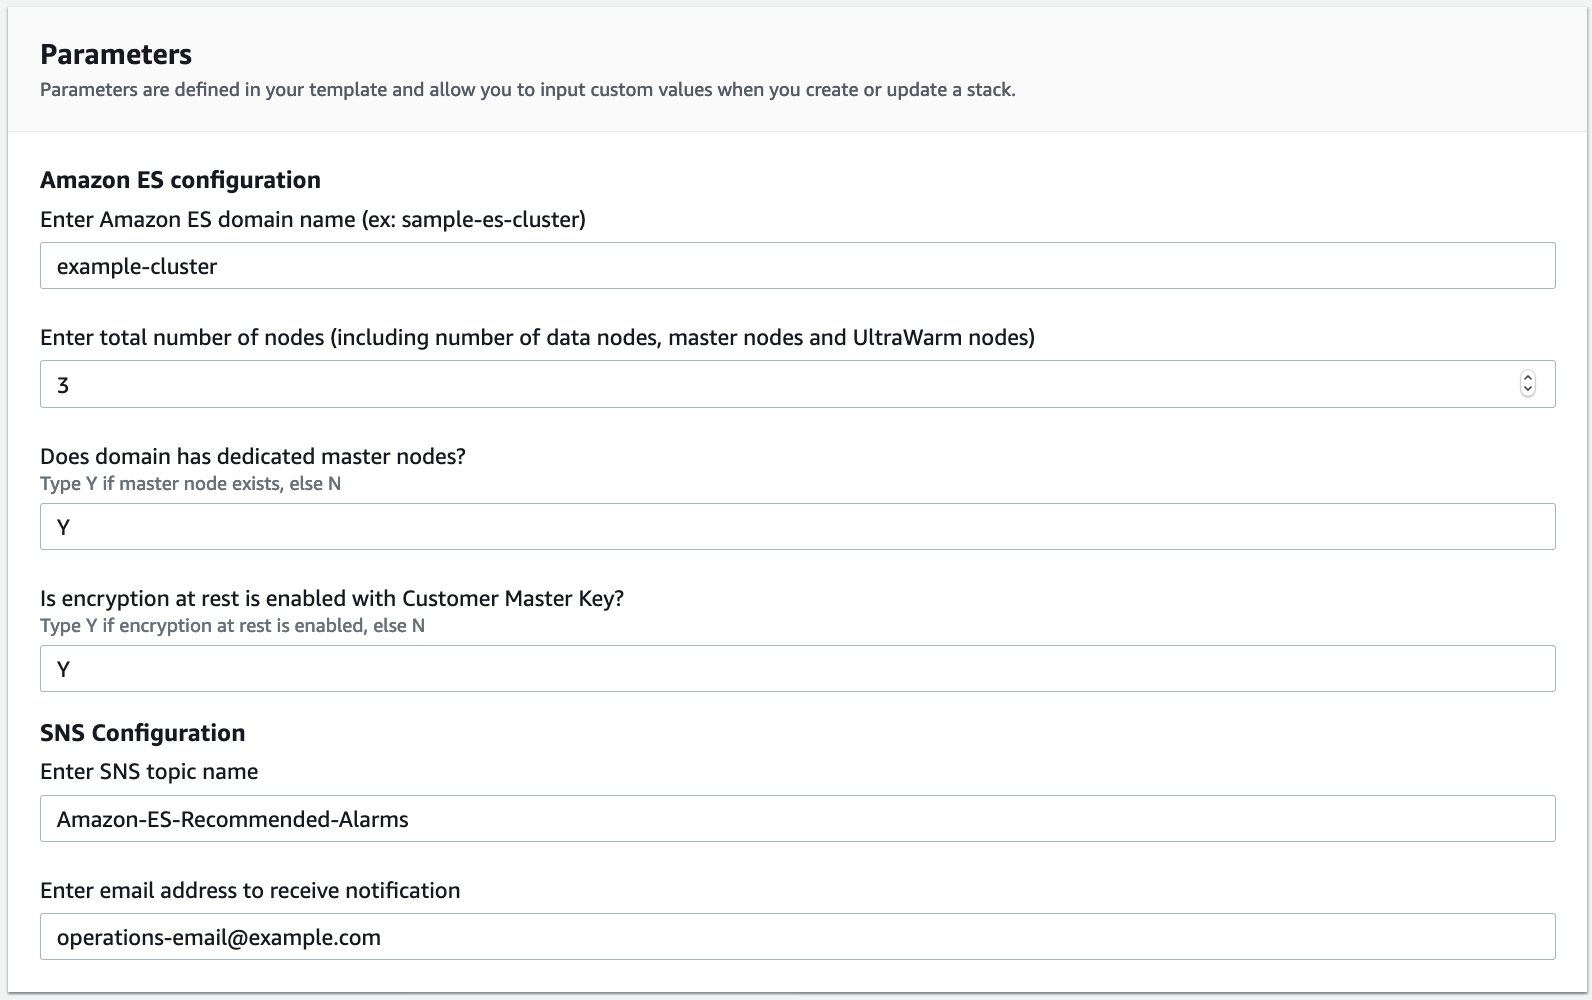 Parameters
Parameters are defined in your template and allow you to input custom values when you create or update a stack.
Amazon ES configuration
Enter Amazon ES domain name (ex: sample-es-cluster)
example-cluster
Enter total number of nodes (including number of data nodes, master nodes and UltraWarm nodes)
3
Does domain has dedicated master nodes?
Type Y if master node exists, else N
Y
Is encryption at rest is enabled with Customer Master Key?
Type Y if encryption at rest is enabled, else N
Y
SNS Configuration
Enter SNS topic name
Amazon-ES-Recommended-Alarms
Enter email address to receive notification
operations-email@example.com